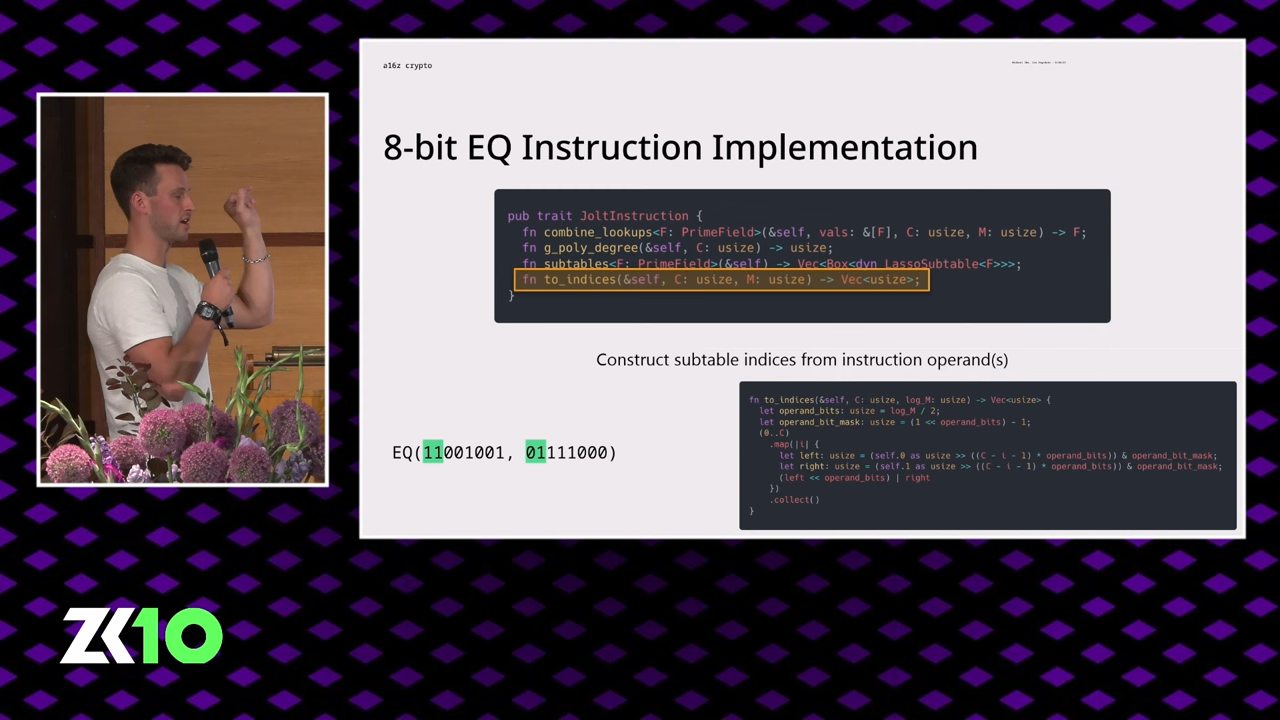 a16z crypto
8-bit EQ Instruction Implementation
pub trait JoltInstruction {
fn combine_lookups<F: PrimeField>(&self, vals: &[F], C: usize, M: usize) -> F;
fn g_poly_degree(&self, C: usize) -> usize;
fn subtables<F: PrimeField>(&self) -> Vec<Box<dyn LassoSubtable<F>>>;
fn to_indices(&self, C: usize, M: usize) -> Vec<usize>;
}
Construct subtable indices from instruction operand(s)
EQ(11001001, 01111000)
fn to_indices(&self, C: usize, log_M: usize) -> Vec<usize> {
let operand_bits: usize = log_M / 2;
let operand_bit_mask: usize = (1 << operand_bits) - 1;
(0..C)
.map(|i| {
let left: usize = (self.0 as usize >> ((C - i - 1) * operand_bits)) & operand_bit_mask;
let right: usize = (self.1 as usize >> ((C - i - 1) * operand_bits)) & operand_bit_mask;
(left << operand_bits) | right
})
.collect()
}
ZK10